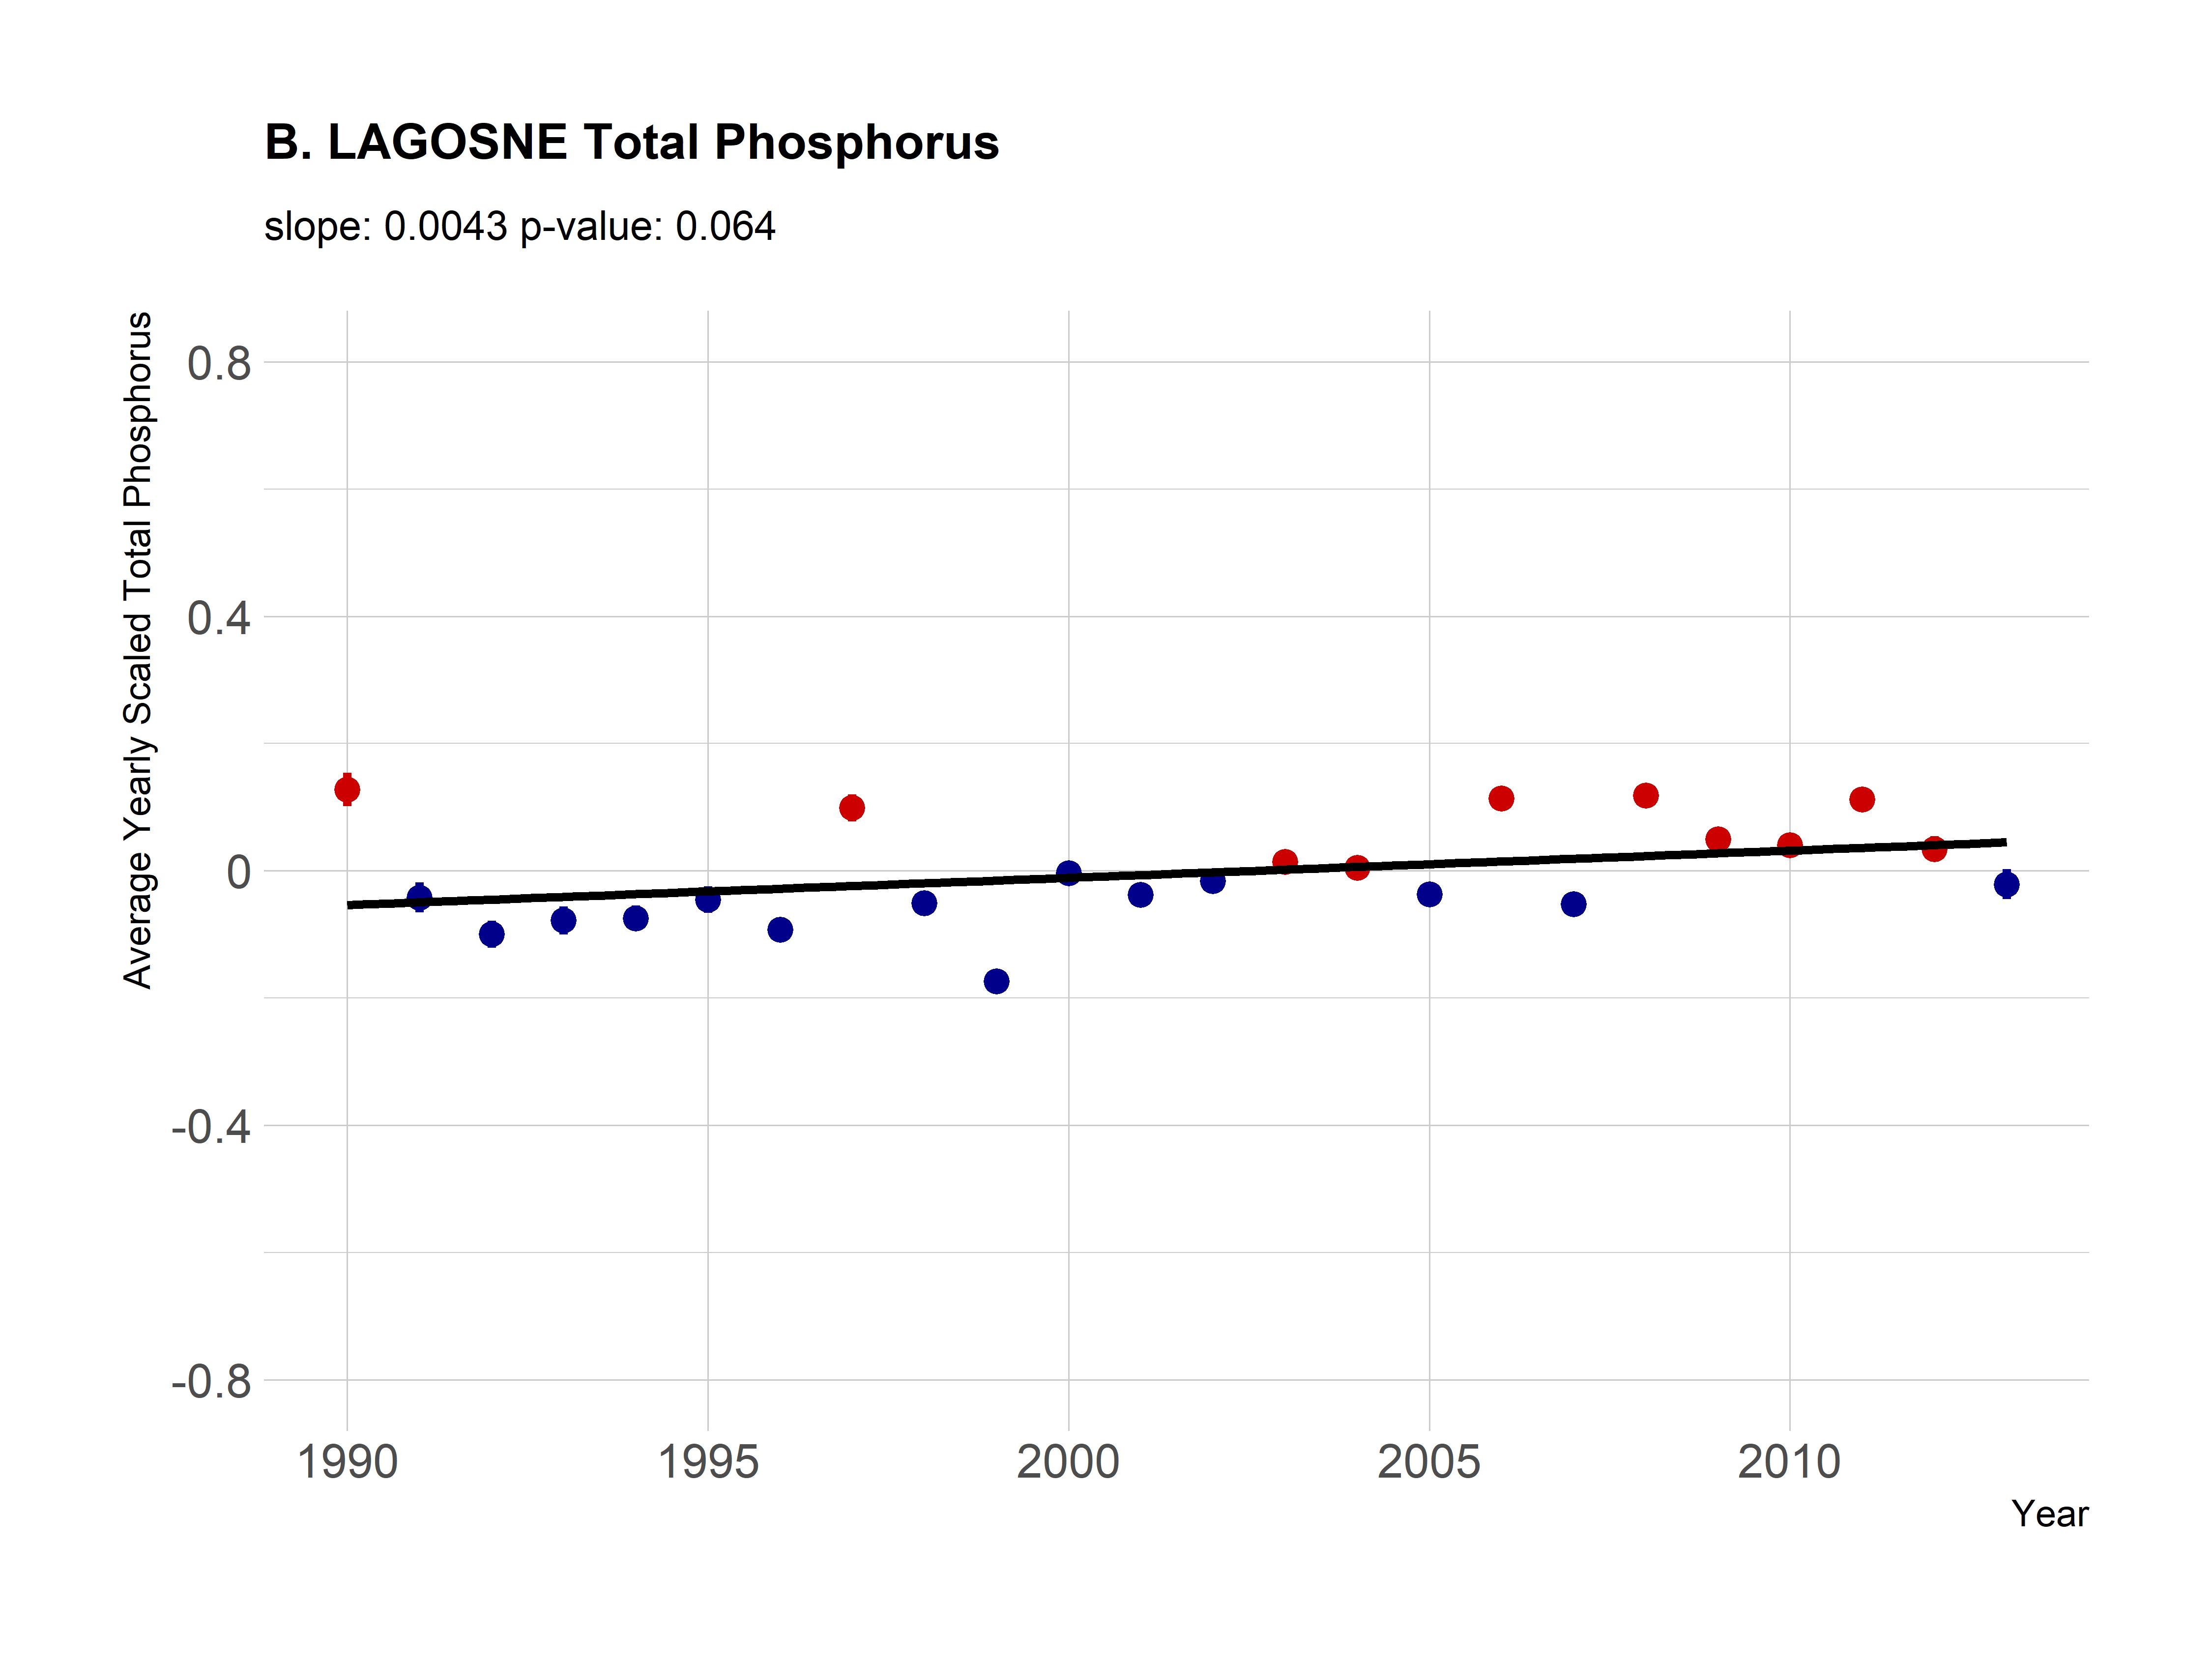 B. LAGOSNE Total Phosphorus
slope: 0.0043 p-value: 0.064
Average Yearly Scaled Total Phosphorus
0.8
0.4
0
-0.4
-0.8
1990 1995 2000 2005 2010
Year